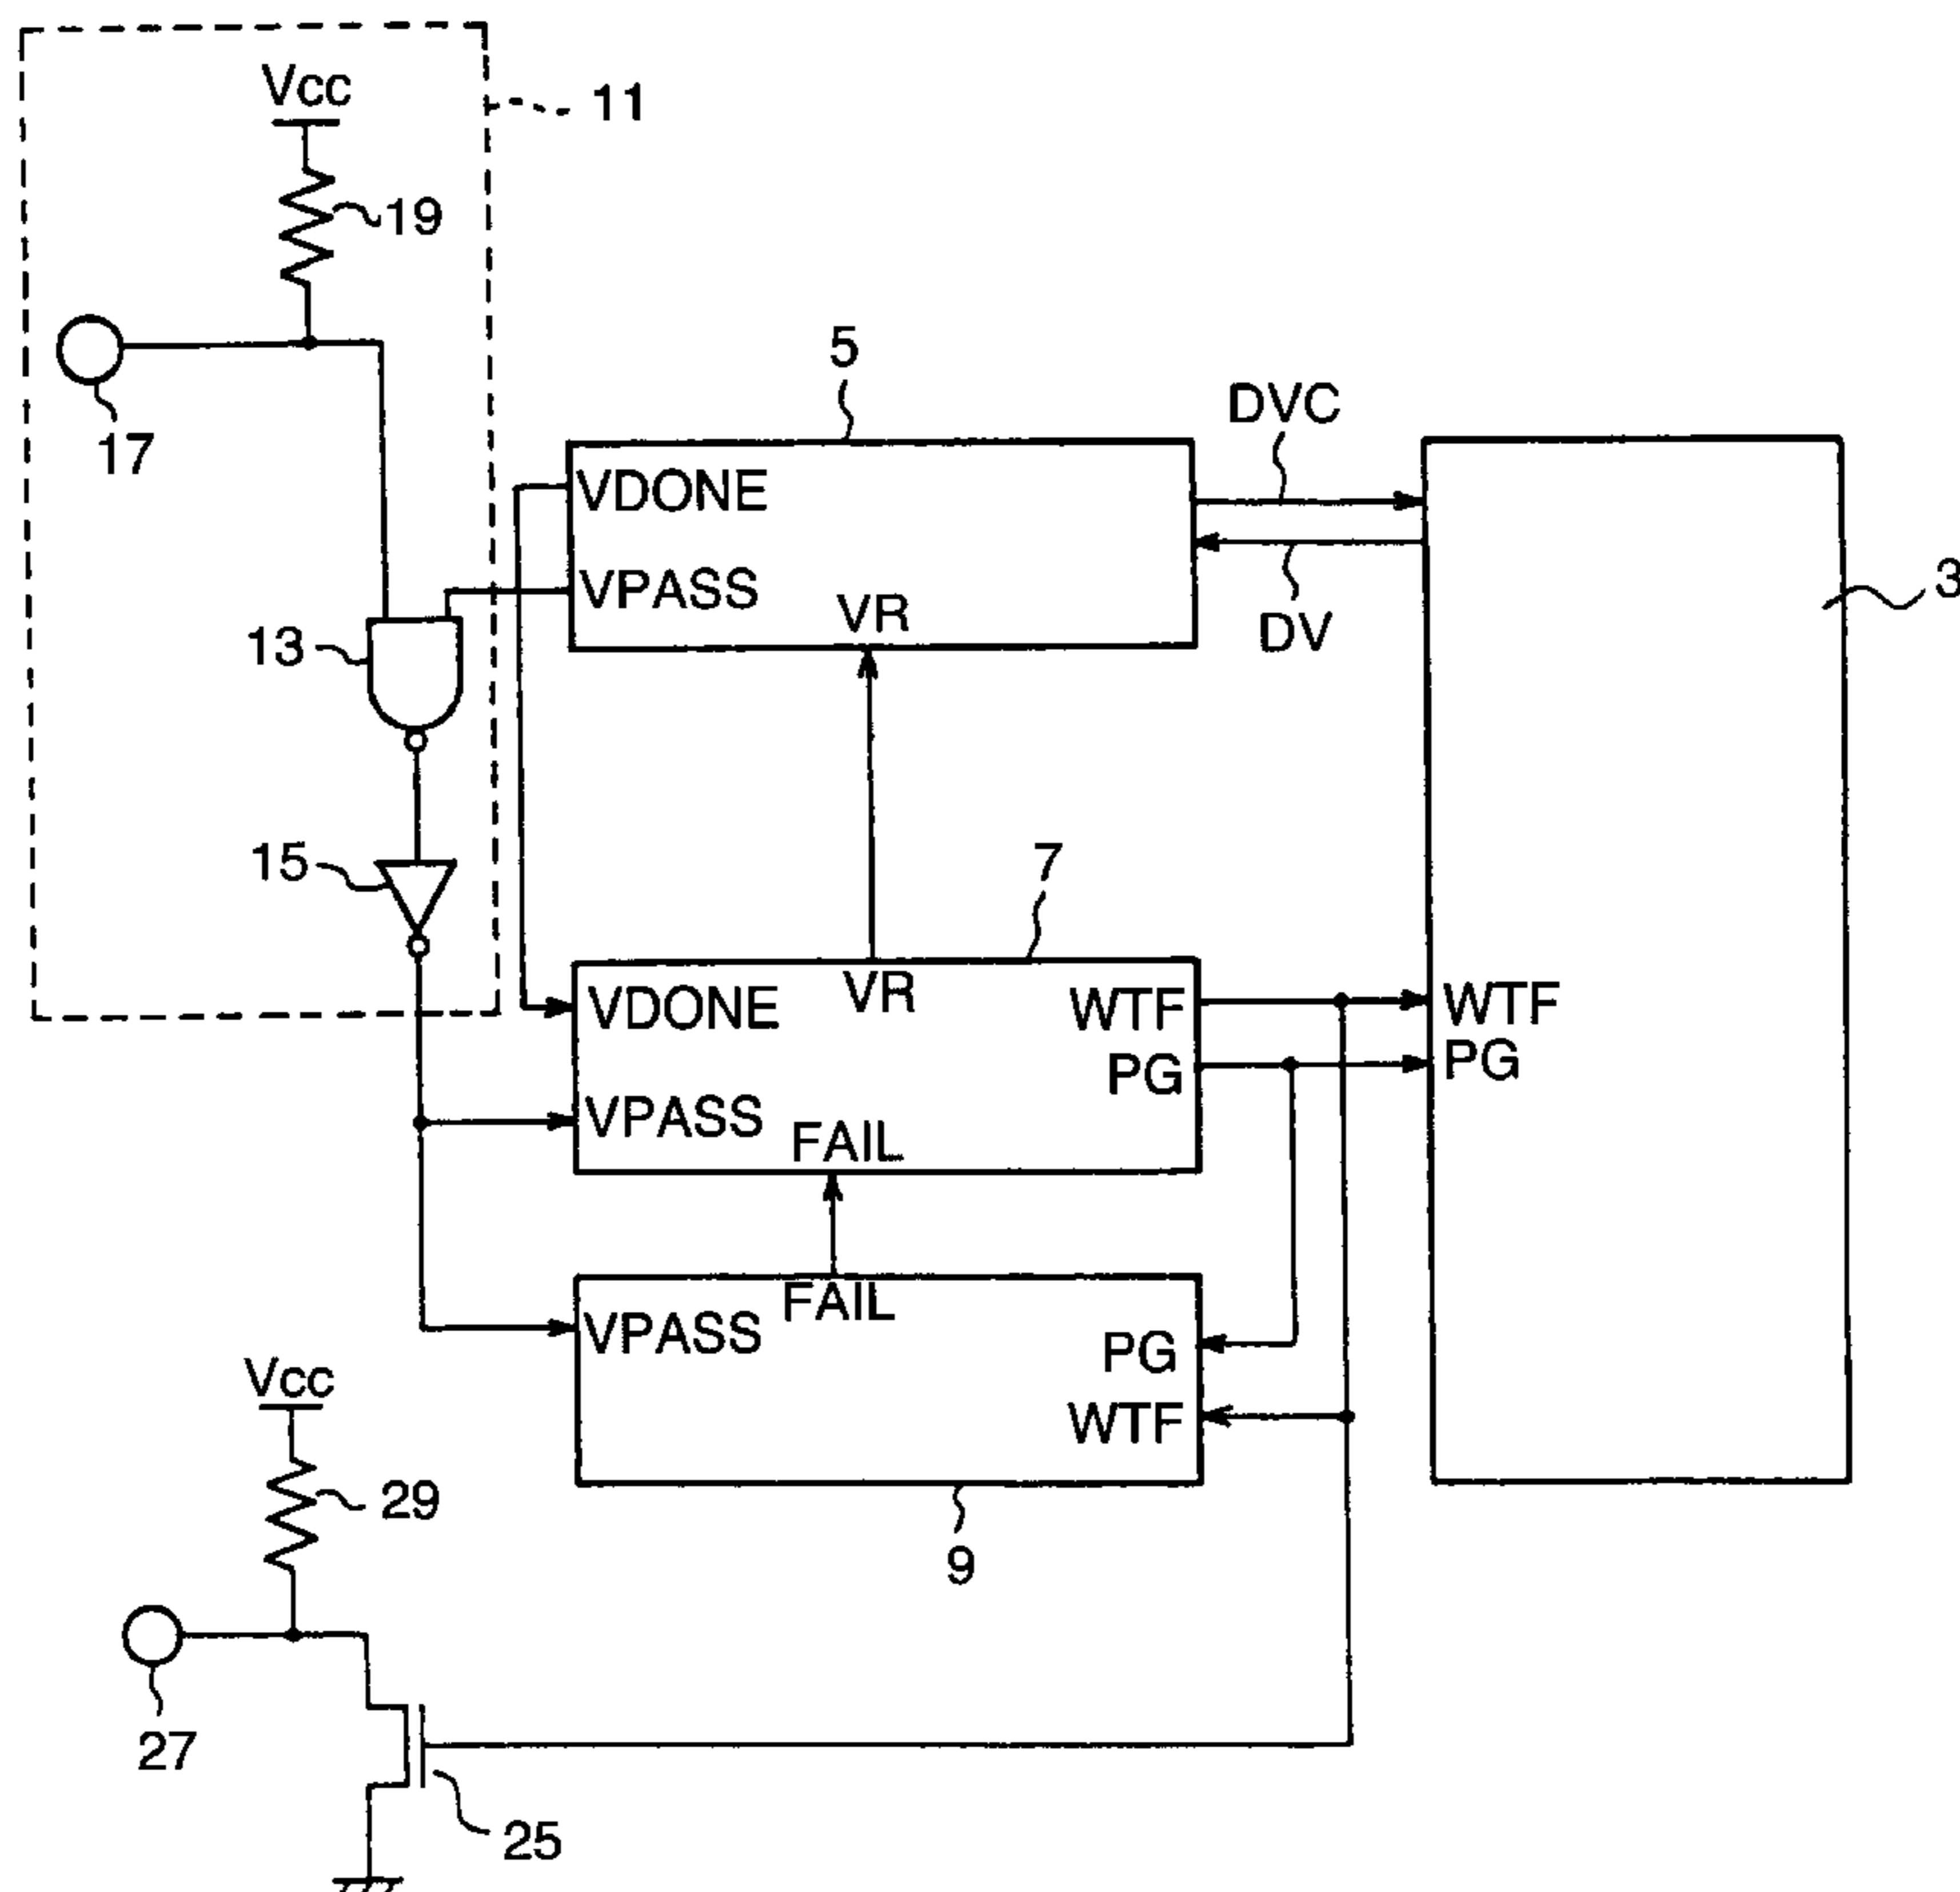 Vcc
11
19
17
5
DVC
VDONE
VPASS
VR
DV
3
13
15
7
VDONE
VR
WTF
WTF
PG
PG
VPASS
FAIL
FAIL
VPASS
PG
WTF
Vcc
29
9
27
25